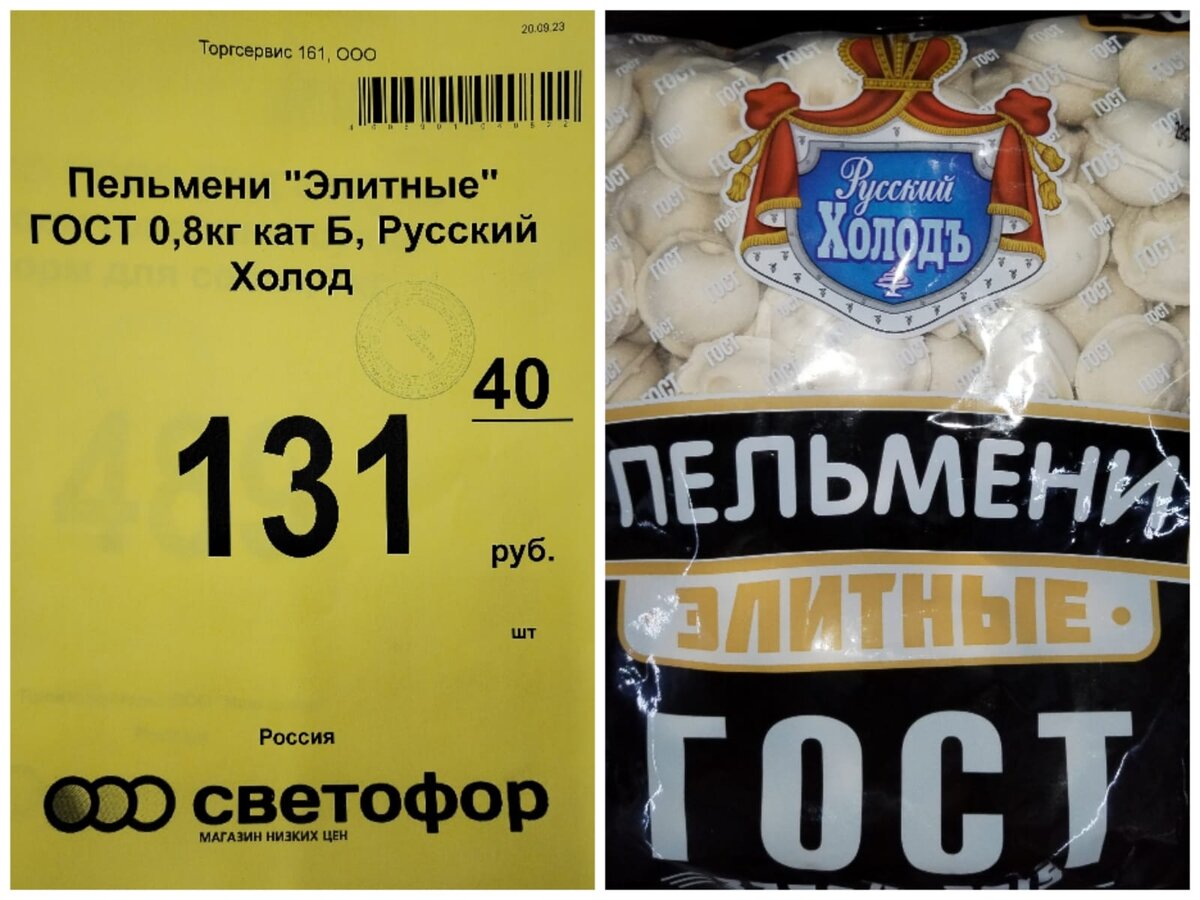 20.09.23
Торгсервис 161, ООО
Пельмени "Элитные"
ГОСТ 0,8кг кат Б, Русский
Холод
40
131
руб.
шт
Россия
светофор
МАГАЗИН НИЗКИХ ЦЕН
Русский
Холодъ
ПЕЛЬМЕНИ
ЭЛИТНЫЕ
ГОСТ